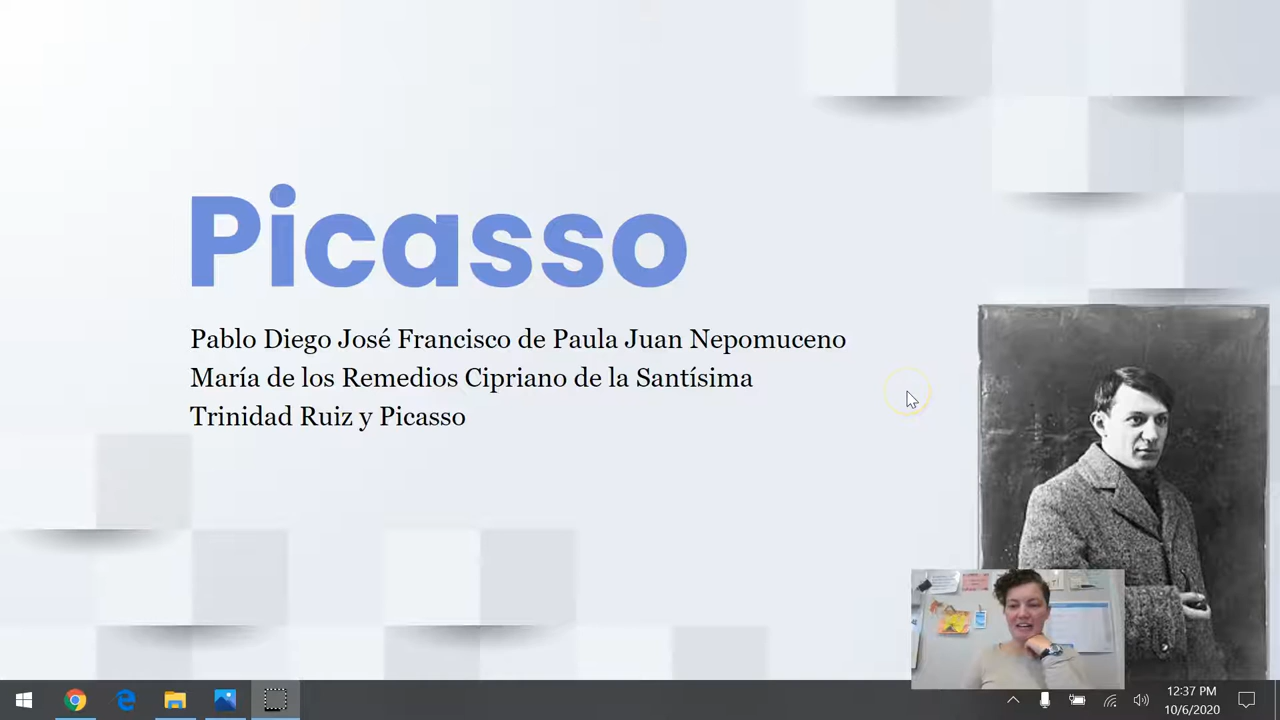 Picasso
Pablo Diego José Francisco de Paula Juan Nepomuceno
María de los Remedios Cipriano de la Santísima
Trinidad Ruiz y Picasso
12:37 PM
10/6/2020